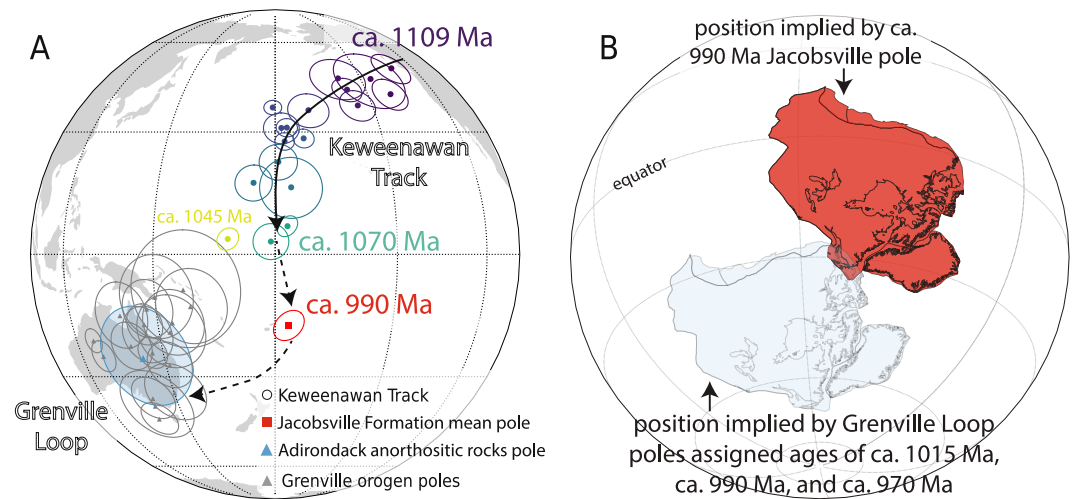 A
ca. 1109 Ma
Keweenawan
Track
ca. 1045 Ma
ca. 1070 Ma
ca. 990 Ma
Grenville
Loop
Keweenawan Track
Jacobsville Formation mean pole
Adirondack anorthositic rocks pole
Grenville orogen poles
B
position implied by ca.
990 Ma Jacobsville pole
equator
position implied by Grenville Loop
poles assigned ages of ca. 1015 Ma,
ca. 990 Ma, and ca. 970 Ma